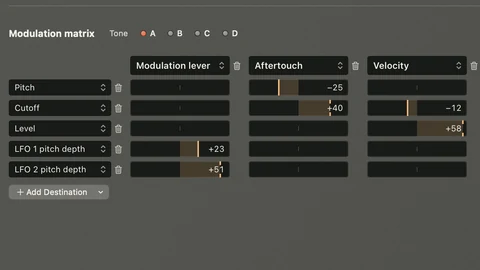 Modulation matrix Tone A B C D
Modulation lever Aftertouch Velocity
Pitch −25
Cutoff +40 −12
Level +58
LFO 1 pitch depth +23
LFO 2 pitch depth +51
+ Add Destination